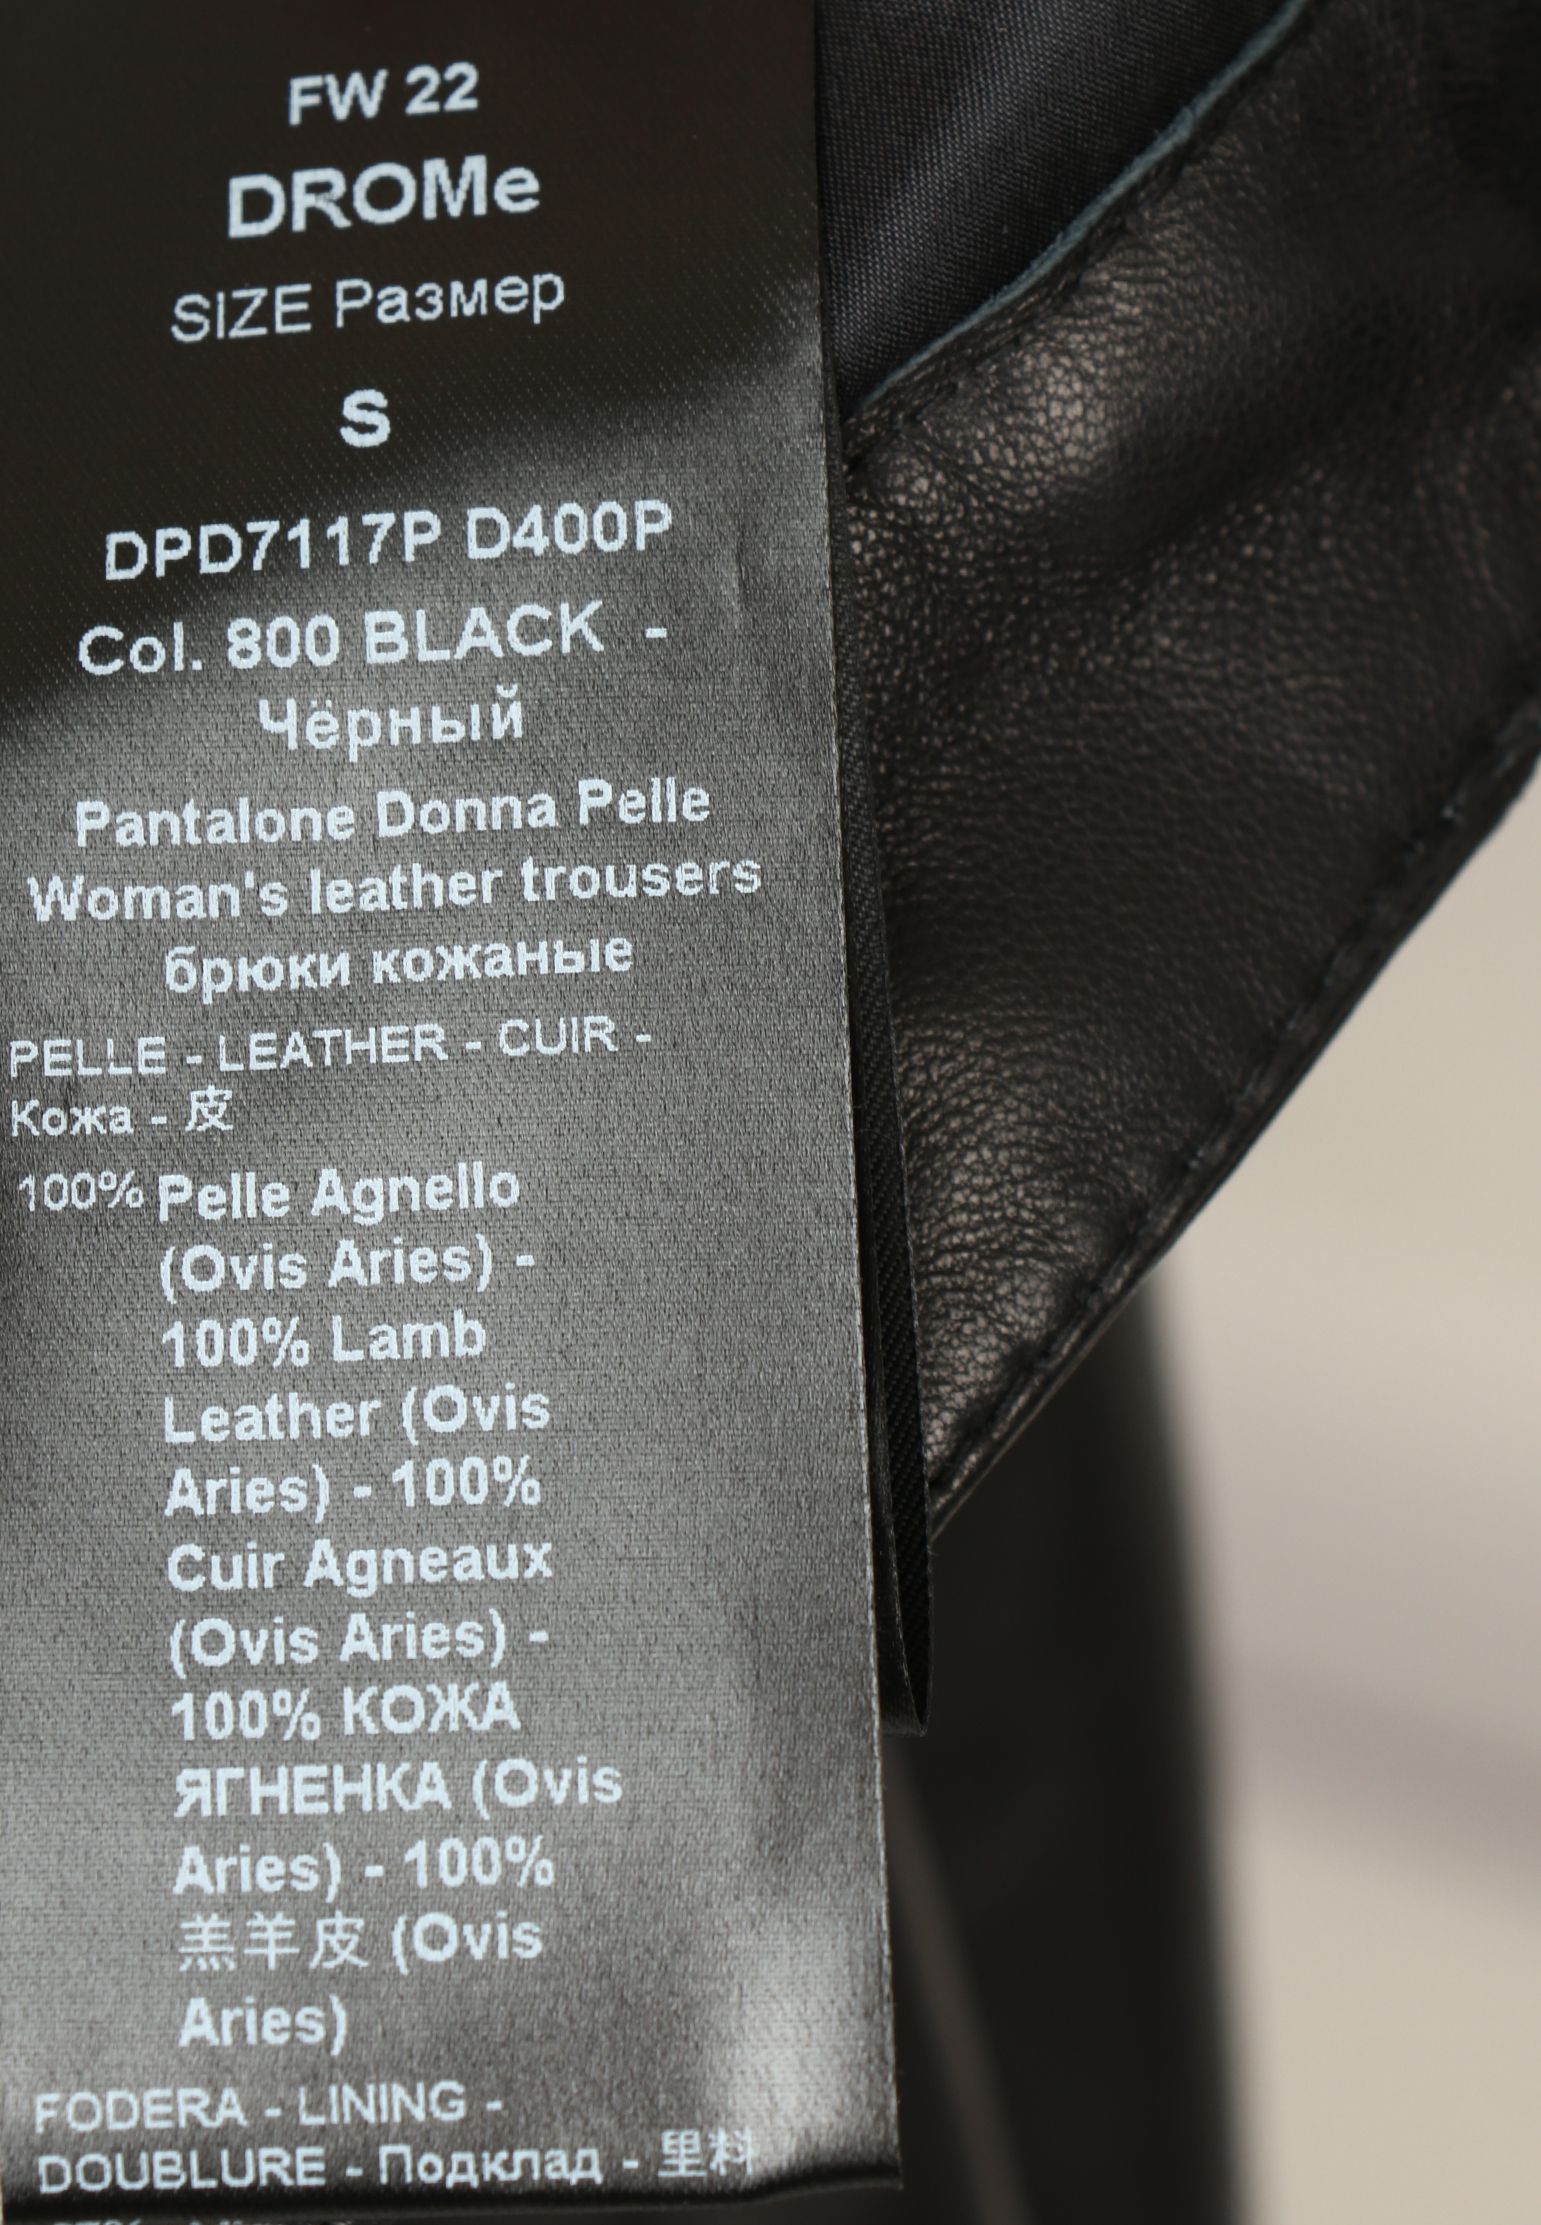 FW 22
DROMe
SIZE Размер
S
DPD7117P D400P
Col. 800 BLACK -
Чёрный
Pantalone Donna Pelle
Woman's leather trousers
брюки кожаные
PELLE - LEATHER - CUIR -
Кожа - 皮
100% Pelle Agnello
(Ovis Aries) -
100% Lamb
Leather (Ovis
Aries) - 100%
Cuir Agneaux
(Ovis Aries) -
100% КОЖА
ЯГНЕНКА (Ovis
Aries) - 100%
羔羊皮 (Ovis
Aries)
FODERA - LINING -
DOUBLURE - Подклад - 里料